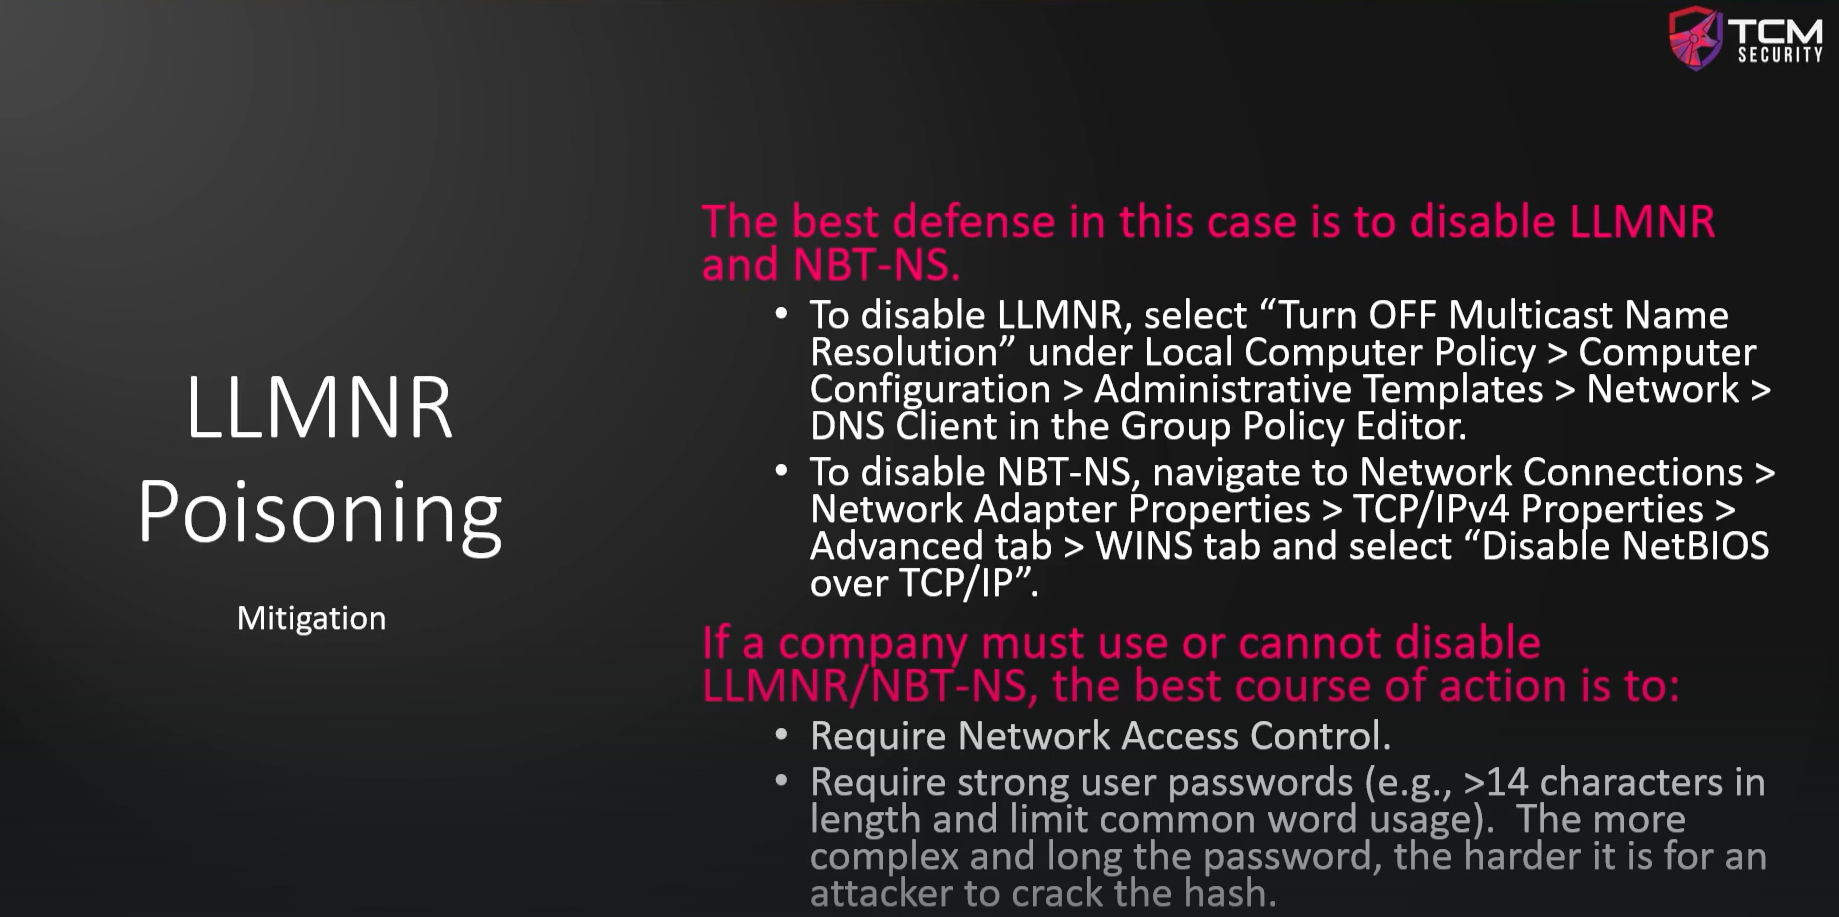 TCM
SECURITY
LLMNR
Poisoning
Mitigation
The best defense in this case is to disable LLMNR
and NBT-NS.
• To disable LLMNR, select “Turn OFF Multicast Name
Resolution” under Local Computer Policy > Computer
Configuration > Administrative Templates > Network >
DNS Client in the Group Policy Editor.
• To disable NBT-NS, navigate to Network Connections >
Network Adapter Properties > TCP/IPv4 Properties >
Advanced tab > WINS tab and select “Disable NetBIOS
over TCP/IP”.
If a company must use or cannot disable
LLMNR/NBT-NS, the best course of action is to:
• Require Network Access Control.
• Require strong user passwords (e.g., >14 characters in
length and limit common word usage).  The more
complex and long the password, the harder it is for an
attacker to crack the hash.